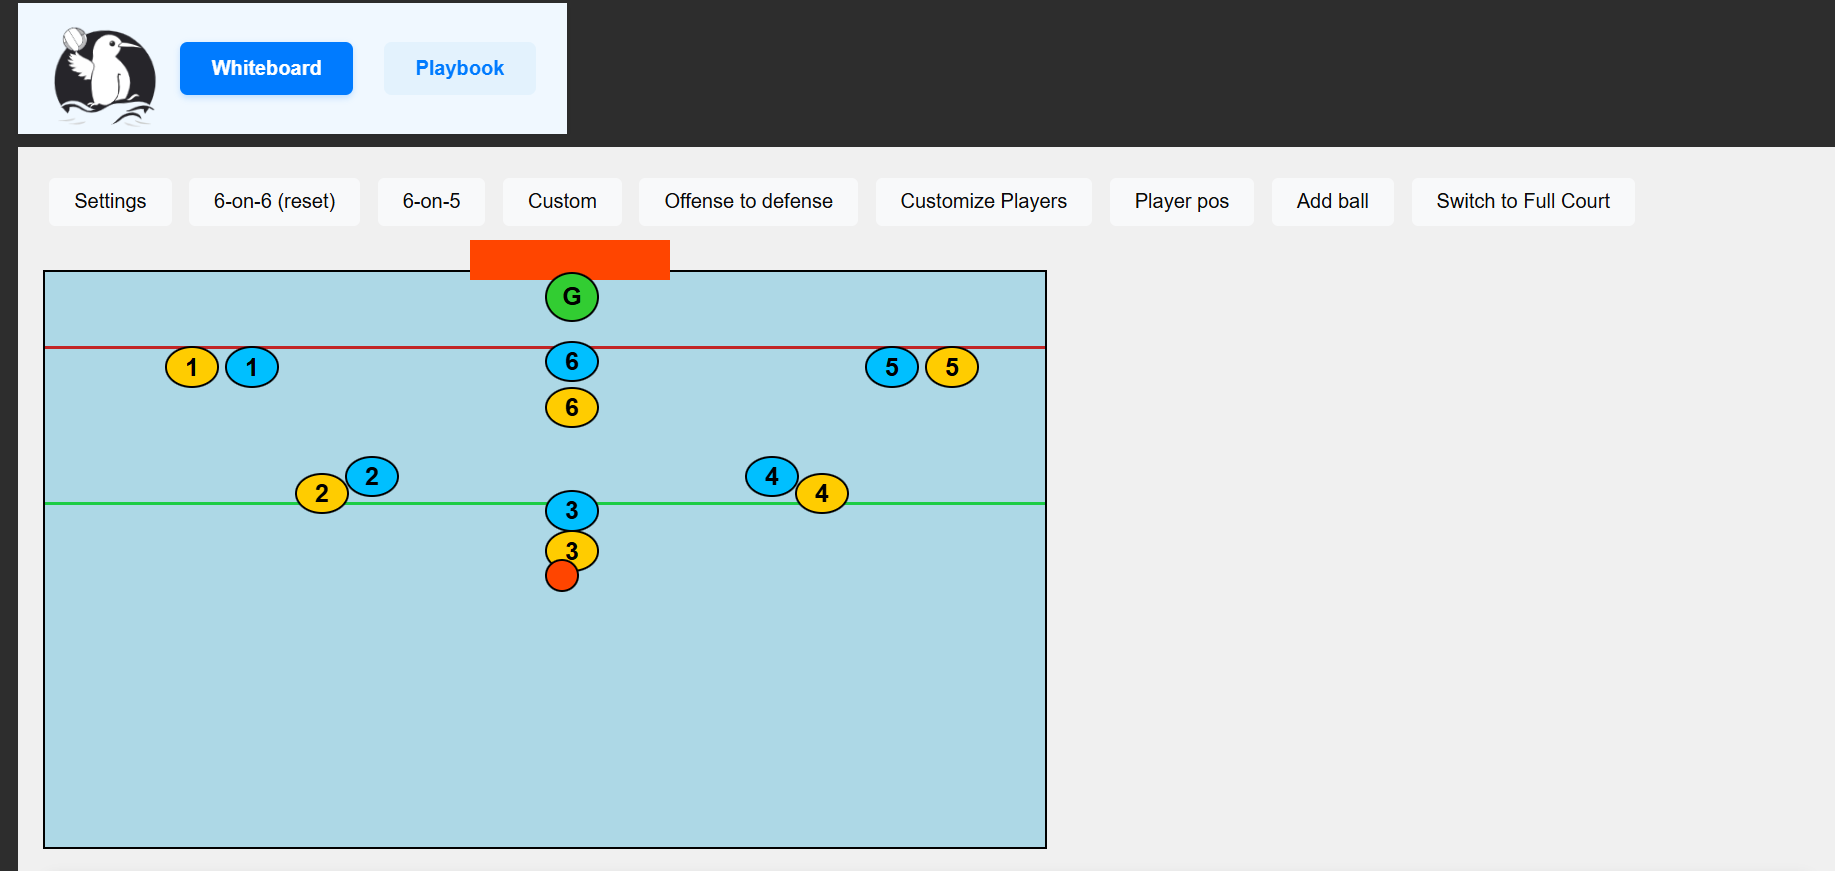 Whiteboard Playbook
Settings 6-on-6 (reset) 6-on-5 Custom Offense to defense Customize Players Player pos Add ball Switch to Full Court
G
1 1 6 5 5
6
2 2 4 4
3
3